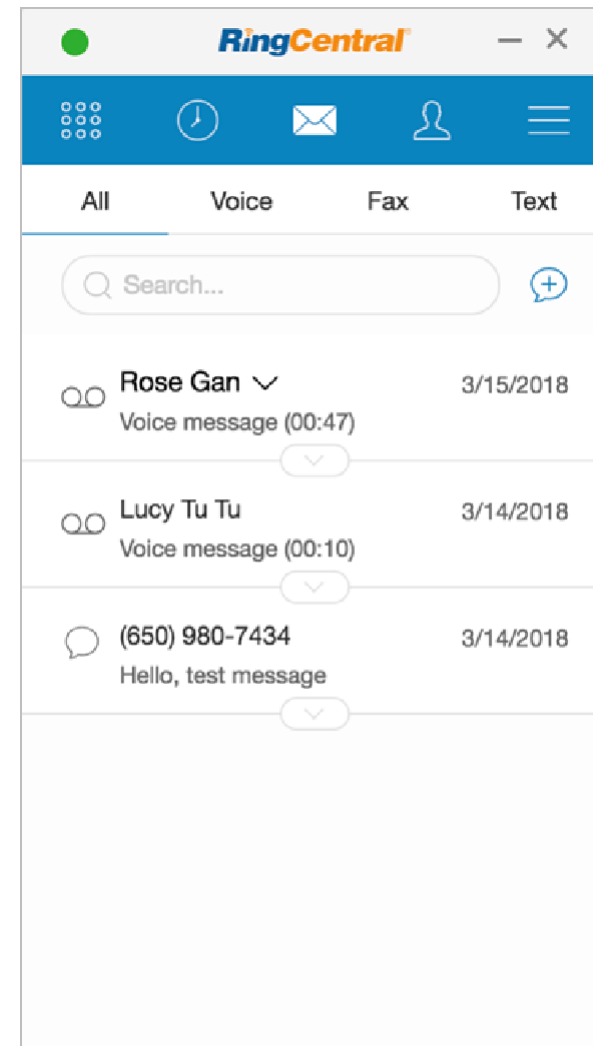 RingCentral®
All Voice Fax Text
Search...
Rose Gan 3/15/2018
Voice message (00:47)
Lucy Tu Tu 3/14/2018
Voice message (00:10)
(650) 980-7434 3/14/2018
Hello, test message